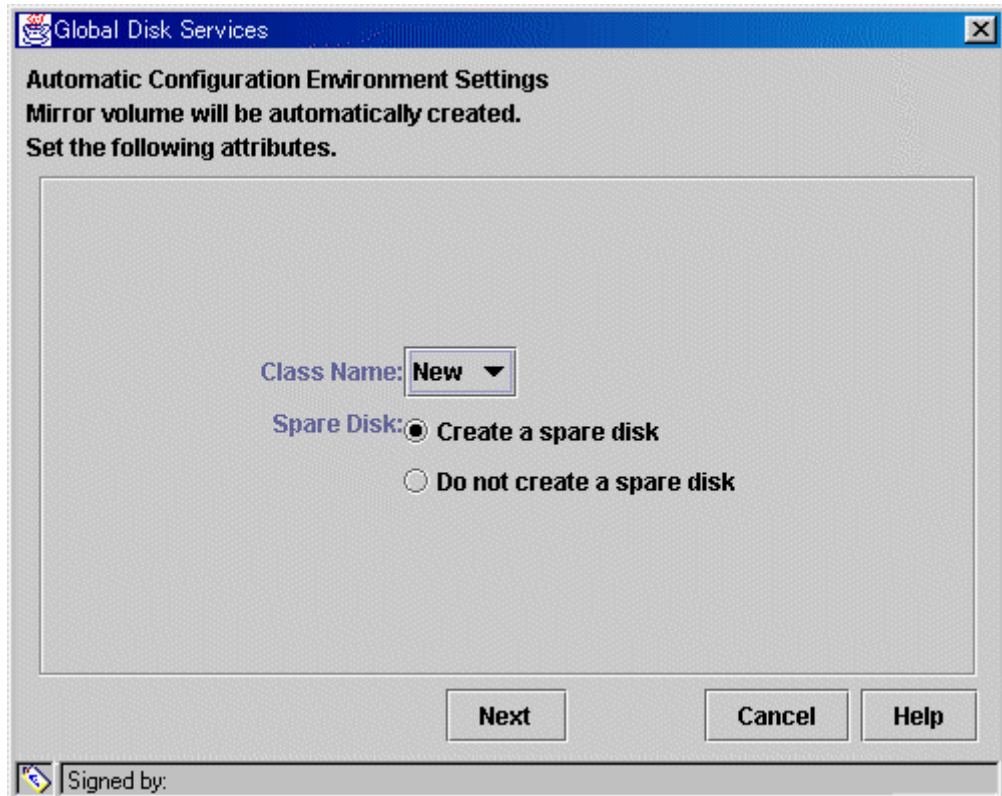 Global Disk Services
Automatic Configuration Environment Settings
Mirror volume will be automatically created.
Set the following attributes.
Class Name: New
Spare Disk: Create a spare disk
Do not create a spare disk
Next Cancel Help
Signed by: